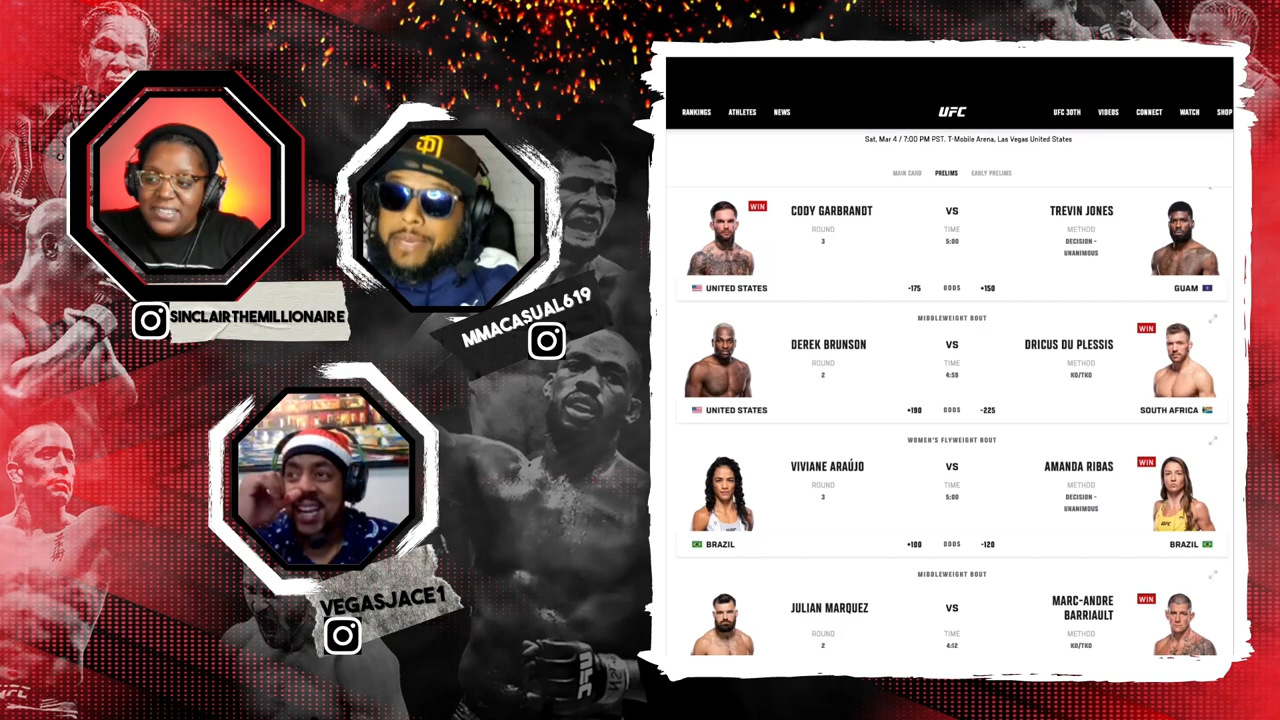 SINCLAIRTHEMILLIONAIRE
MMACASUAL619
VEGASJACE1
RANKINGS ATHLETES NEWS UFC UFC 30TH VIDEOS CONNECT WATCH SHOP
Sat, Mar 4 / 7:00 PM PST. T-Mobile Arena, Las Vegas United States
MAIN CARD PRELIMS EARLY PRELIMS
WIN CODY GARBRANDT VS TREVIN JONES
ROUND TIME METHOD
3 5:00 DECISION -
UNANIMOUS
UNITED STATES -175 ODDS +150 GUAM
MIDDLEWEIGHT BOUT
DEREK BRUNSON VS DRICUS DU PLESSIS WIN
ROUND TIME METHOD
2 4:59 KO/TKO
UNITED STATES +190 ODDS -225 SOUTH AFRICA
WOMEN'S FLYWEIGHT BOUT
VIVIANE ARAÚJO VS AMANDA RIBAS WIN
ROUND TIME METHOD
3 5:00 DECISION -
UNANIMOUS
BRAZIL +100 ODDS -120 BRAZIL
MIDDLEWEIGHT BOUT
JULIAN MARQUEZ VS MARC-ANDRE
BARRIAULT WIN
ROUND TIME METHOD
2 4:12 KO/TKO
UFC
UFC